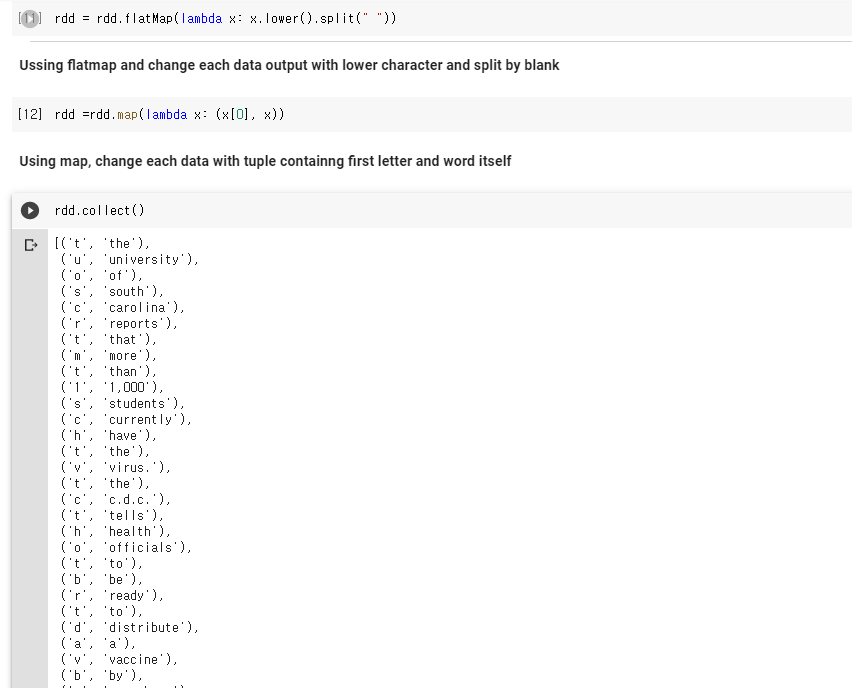 rdd = rdd.flatMap(lambda x: x.lower().split(" "))
Ussing flatmap and change each data output with lower character and split by blank
[12] rdd =rdd.map(lambda x: (x[0], x))
Using map, change each data with tuple containng first letter and word itself
rdd.collect()
[('t', 'the'),
('u', 'university'),
('o', 'of'),
('s', 'south'),
('c', 'carolina'),
('r', 'reports'),
('t', 'that'),
('m', 'more'),
('t', 'than'),
('1', '1,000'),
('s', 'students'),
('c', 'currently'),
('h', 'have'),
('t', 'the'),
('v', 'virus.'),
('t', 'the'),
('c', 'c.d.c.'),
('t', 'tells'),
('h', 'health'),
('o', 'officials'),
('t', 'to'),
('b', 'be'),
('r', 'ready'),
('t', 'to'),
('d', 'distribute'),
('a', 'a'),
('v', 'vaccine'),
('b', 'by'),